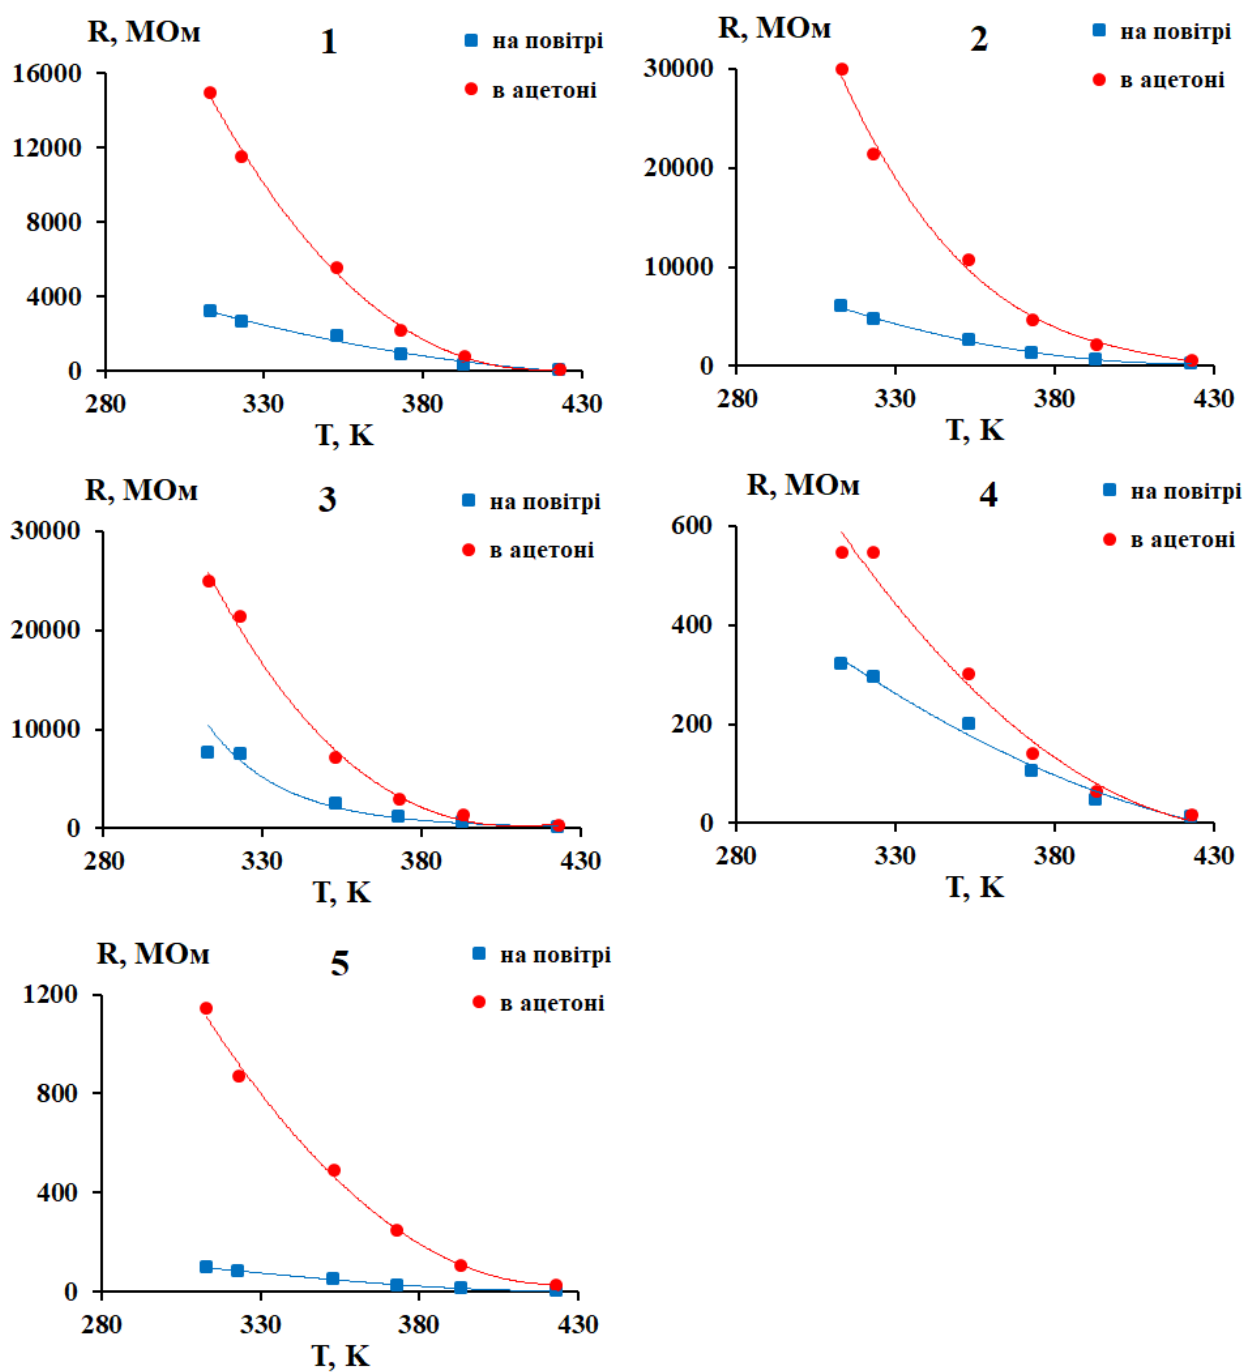 R, МОм
1
на повітрі
в ацетоні
16000
12000
8000
4000
0
280
330
380
430
T, K
R, МОм
2
на повітрі
в ацетоні
30000
20000
10000
0
280
330
380
430
T, K
R, МОм
3
на повітрі
в ацетоні
30000
20000
10000
0
280
330
380
430
T, K
R, МОм
4
на повітрі
в ацетоні
600
400
200
0
280
330
380
430
T, K
R, МОм
5
на повітрі
в ацетоні
1200
800
400
0
280
330
380
430
T, K